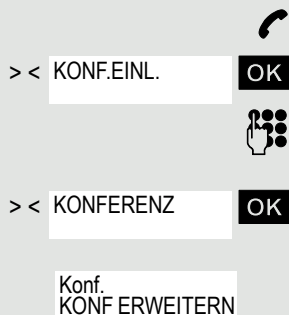 > < KONF.EINL. OK
> < KONFERENZ OK
Konf.
KONF ERWEITERN